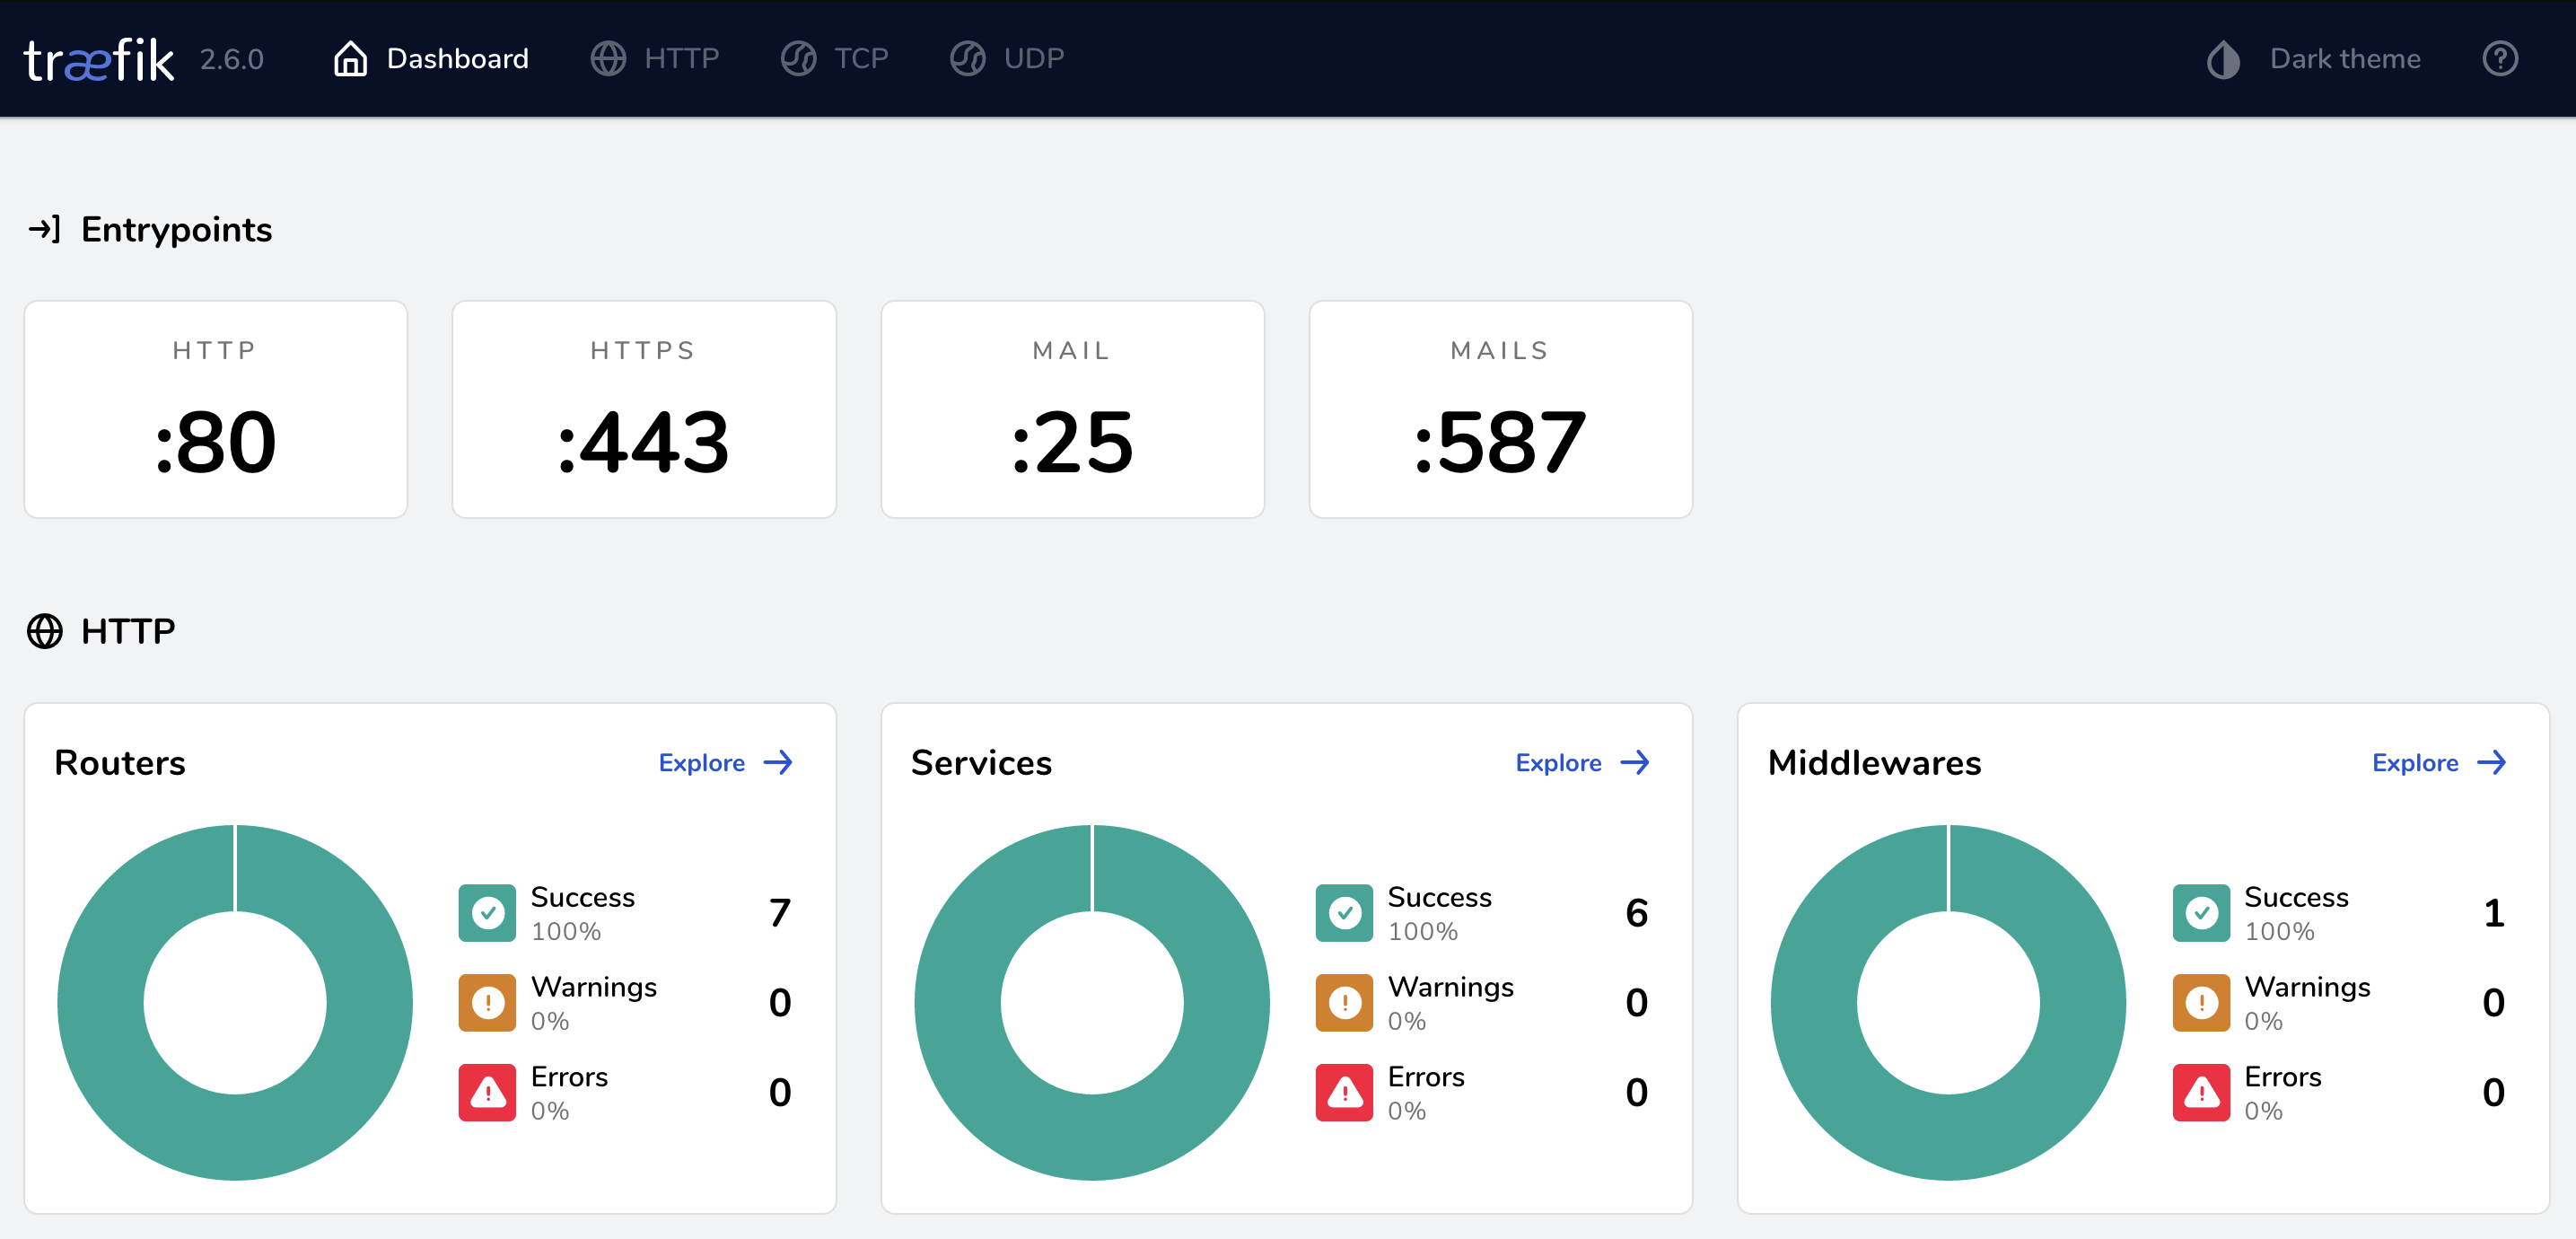 træfik 2.6.0 Dashboard HTTP TCP UDP Dark theme
Entrypoints
HTTP HTTPS MAIL MAILS
:80 :443 :25 :587
HTTP
Routers Explore
Success 7
100%
Warnings 0
0%
Errors 0
0%
Services Explore
Success 6
100%
Warnings 0
0%
Errors 0
0%
Middlewares Explore
Success 1
100%
Warnings 0
0%
Errors 0
0%